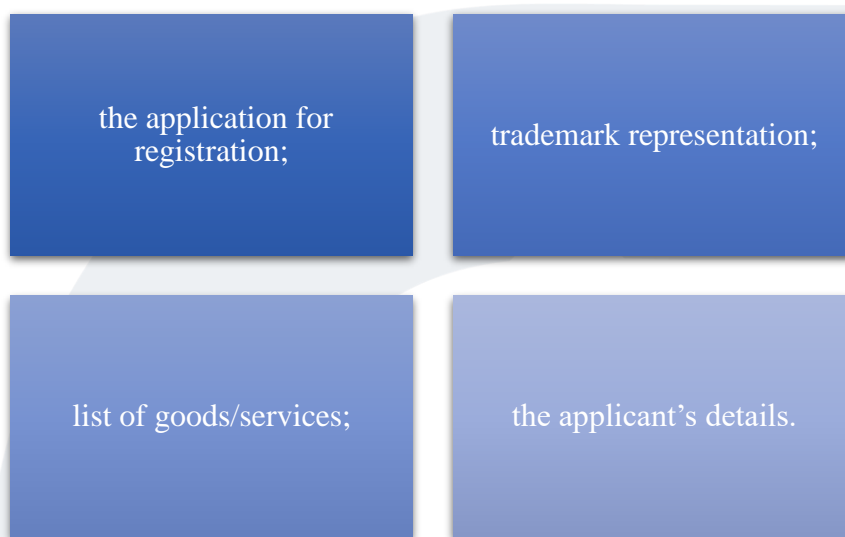 the application for
registration;
trademark representation;
list of goods/services;
the applicant’s details.